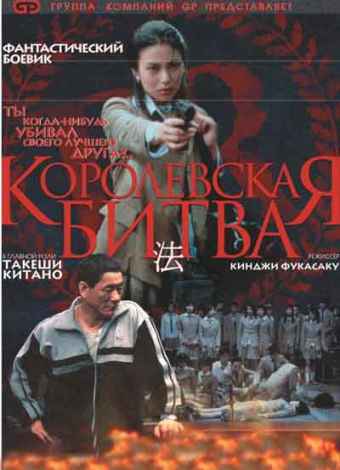 GP ГРУППА КОМПАНИЙ GP ПРЕДСТАВЛЯЕТ
ФАНТАСТИЧЕСКИЙ
БОЕВИК
ТЫ
КОГДА-НИБУДЬ
УБИВАЛ
СВОЕГО ЛУЧШЕГО
ДРУГА?
КОРОЛЕВСКАЯ
БИТВА
法
В ГЛАВНОЙ РОЛИ
ТАКЕШИ
КИТАНО
РЕЖИССЕР
КИНДЖИ ФУКАСАКУ